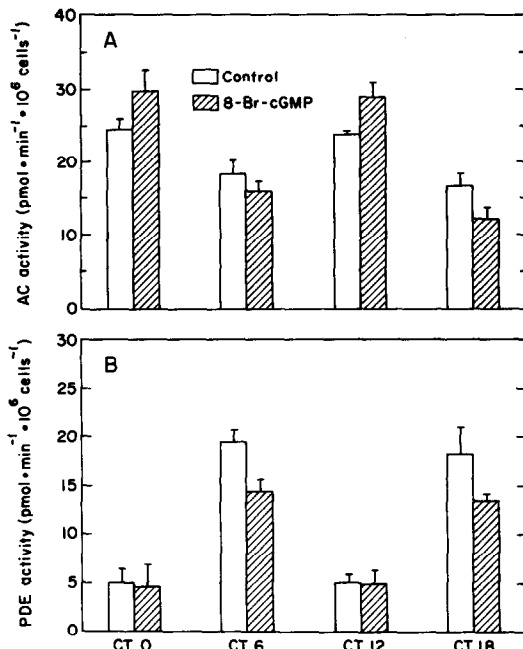 A
Control
8-Br-cGMP
40
30
20
10
0
AC activity (pmol•min⁻¹•10⁶ cells⁻¹)
B
30
25
20
15
10
5
0
PDE activity (pmol•min⁻¹•10⁶ cells⁻¹)
CT 0 CT 6 CT 12 CT 18